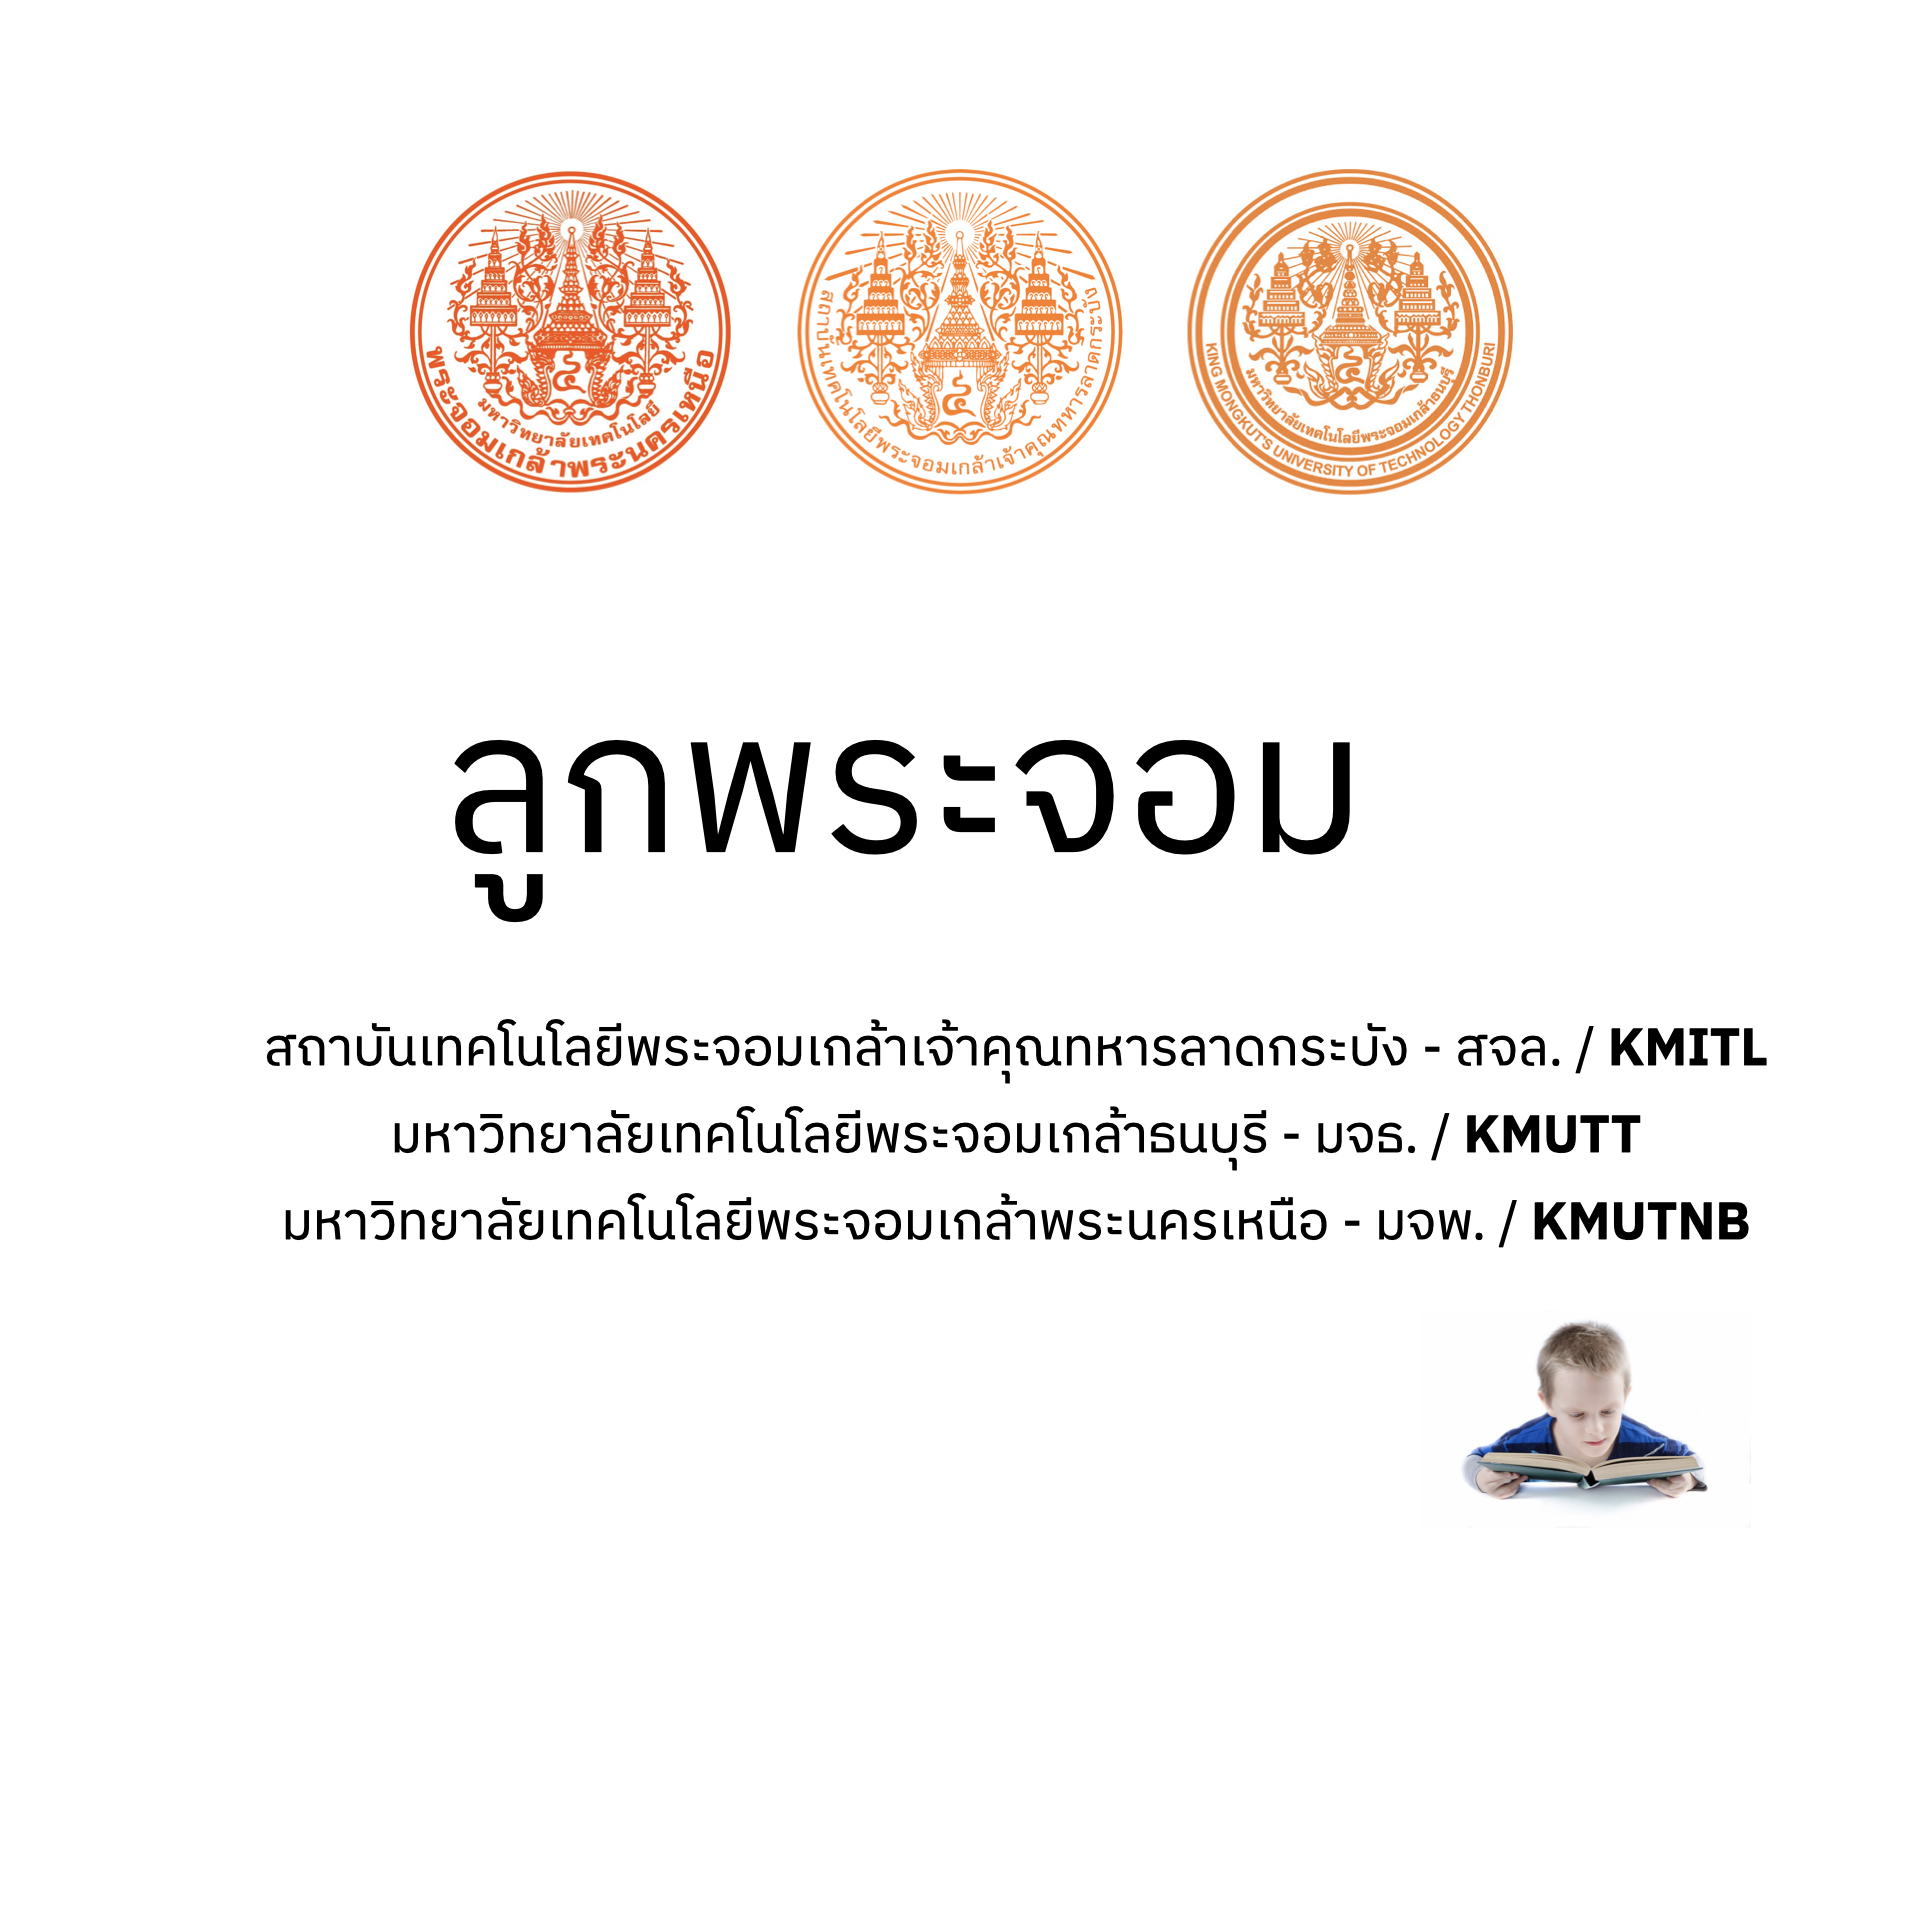 พระจอมเกล้าพระนครเหนือ
มหาวิทยาลัยเทคโนโลยี
สถาบันเทคโนโลยีพระจอมเกล้าเจ้าคุณทหารลาดกระบัง
๔
มหาวิทยาลัยเทคโนโลยีพระจอมเกล้าธนบุรี
KING MONGKUT'S UNIVERSITY OF TECHNOLOGY THONBURI
ลูกพระจอม
สถาบันเทคโนโลยีพระจอมเกล้าเจ้าคุณทหารลาดกระบัง - สจล. / KMITL
มหาวิทยาลัยเทคโนโลยีพระจอมเกล้าธนบุรี - มจธ. / KMUTT
มหาวิทยาลัยเทคโนโลยีพระจอมเกล้าพระนครเหนือ - มจพ. / KMUTNB